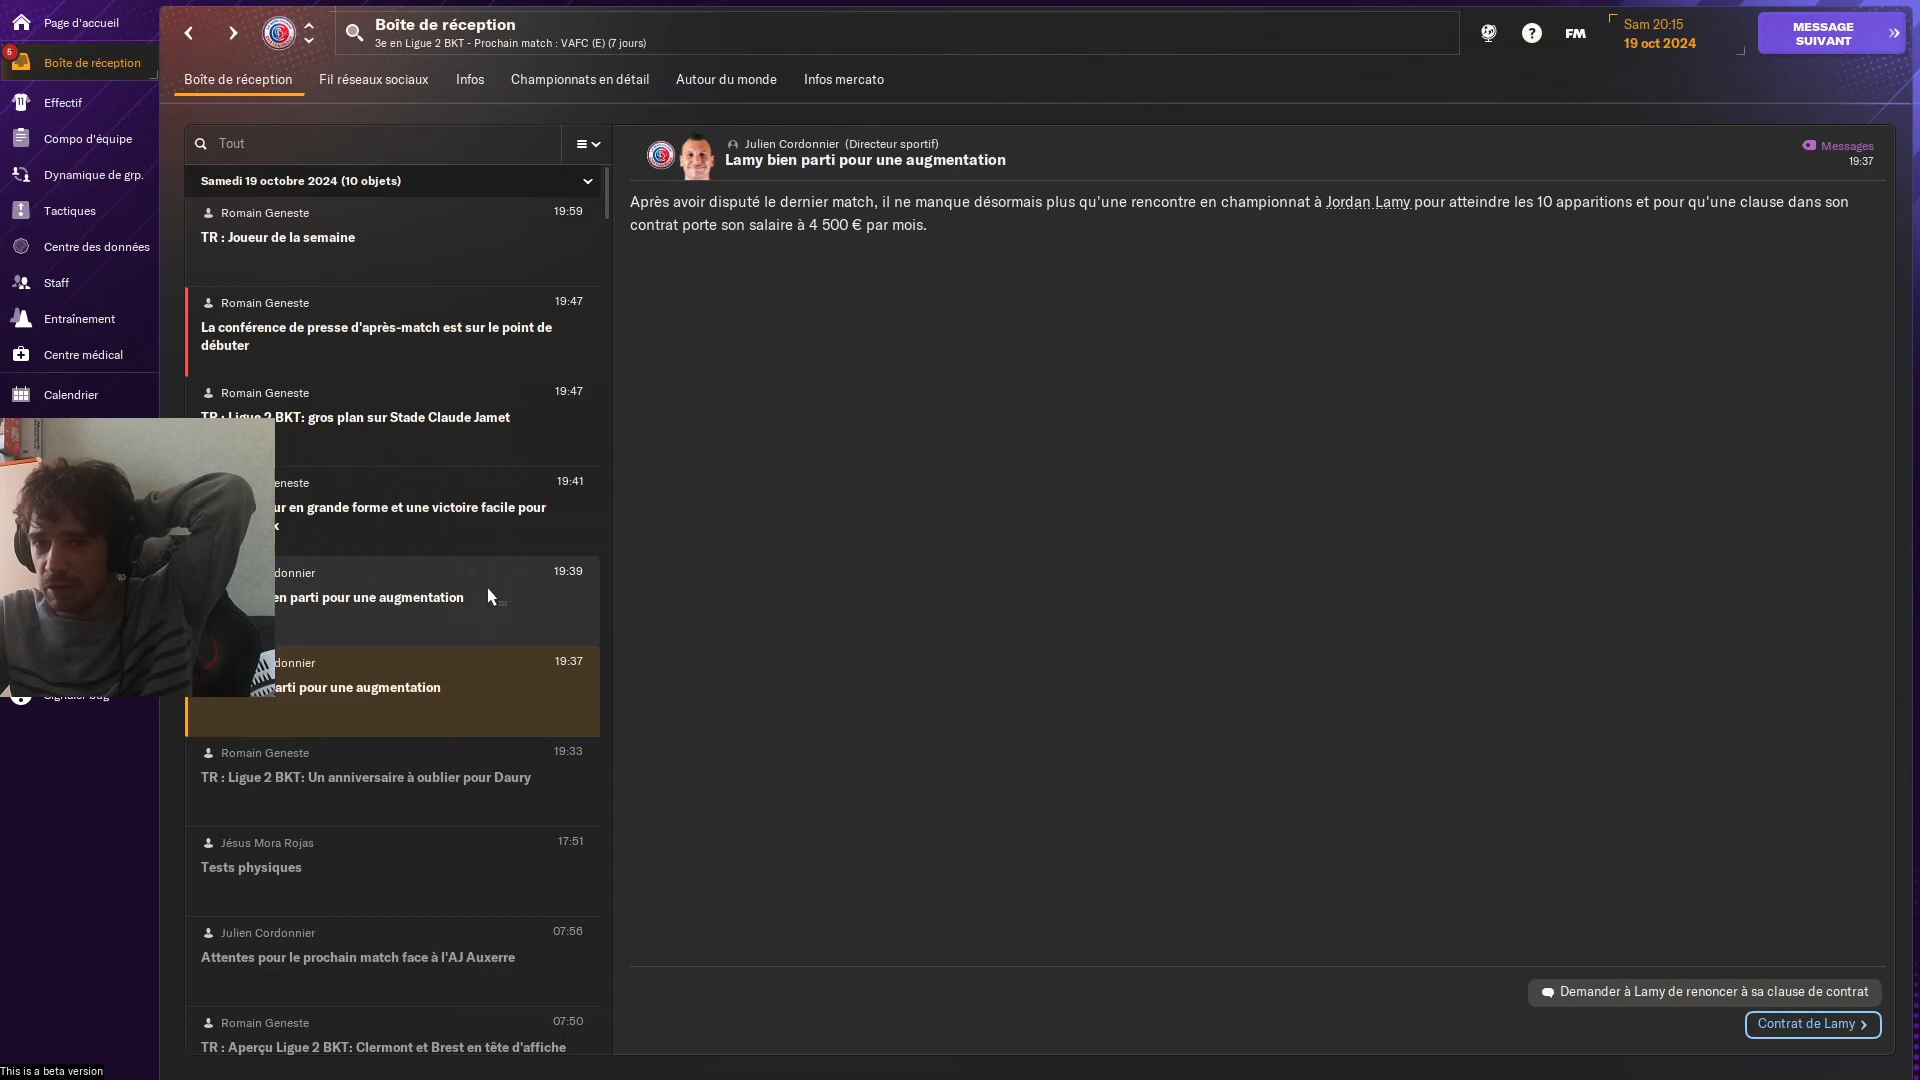 Page d'accueil
6
Boîte de réception
Effectif
Compo d'équipe
Dynamique de grp.
Tactiques
Centre des données
Staff
Entraînement
Centre médical
Calendrier
This is a beta version
Boîte de réception
3e en Ligue 2 BKT - Prochain match : VAFC (E) (7 jours)
FM
Sam 20:15
19 oct 2024
MESSAGE
SUIVANT
Boîte de réception
Fil réseaux sociaux
Infos
Championnats en détail
Autour du monde
Infos mercato
Tout
Samedi 19 octobre 2024 (10 objets)
Romain Geneste 19:59
TR : Joueur de la semaine
Romain Geneste 19:47
La conférence de presse d'après-match est sur le point de
débuter
Romain Geneste 19:47
TR : Ligue 2 BKT: gros plan sur Stade Claude Jamet
eneste 19:41
ur en grande forme et une victoire facile pour
x
donnier 19:39
en parti pour une augmentation
donnier 19:37
arti pour une augmentation
Romain Geneste 19:33
TR : Ligue 2 BKT: Un anniversaire à oublier pour Daury
Jésus Mora Rojas 17:51
Tests physiques
Julien Cordonnier 07:56
Attentes pour le prochain match face à l'AJ Auxerre
Romain Geneste 07:50
TR : Aperçu Ligue 2 BKT: Clermont et Brest en tête d'affiche
Julien Cordonnier (Directeur sportif)
Lamy bien parti pour une augmentation
Messages
19:37
Après avoir disputé le dernier match, il ne manque désormais plus qu'une rencontre en championnat à Jordan Lamy pour atteindre les 10 apparitions et pour qu'une clause dans son
contrat porte son salaire à 4 500 € par mois.
Demander à Lamy de renoncer à sa clause de contrat
Contrat de Lamy